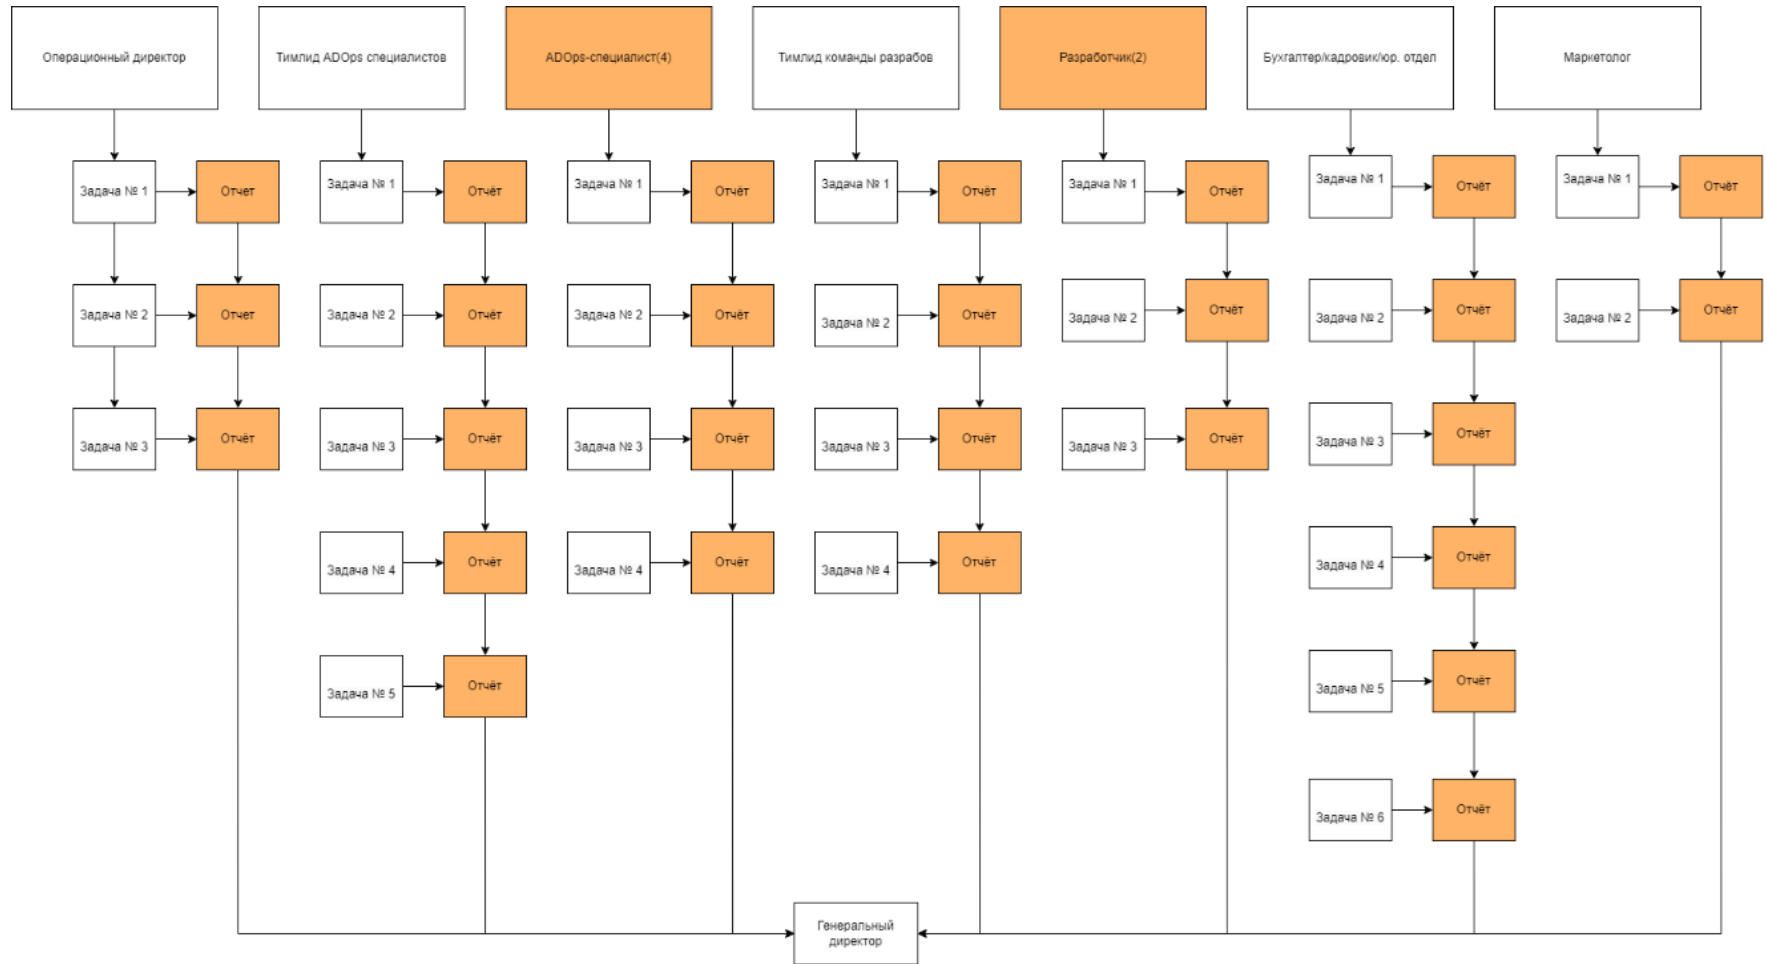 Операционный директор
Тимлид ADOps специалистов
ADOps-специалист(4)
Тимлид команды разрабов
Разработчик(2)
Бухгалтер/кадровик/юр. отдел
Маркетолог
Задача № 1
Отчет
Задача № 1
Отчёт
Задача № 1
Отчёт
Задача № 1
Отчёт
Задача № 1
Отчёт
Задача № 1
Отчёт
Задача № 1
Отчёт
Задача № 2
Отчет
Задача № 2
Отчёт
Задача № 2
Отчёт
Задача № 2
Отчёт
Задача № 2
Отчёт
Задача № 2
Отчёт
Задача № 2
Отчёт
Задача № 3
Отчёт
Задача № 3
Отчёт
Задача № 3
Отчёт
Задача № 3
Отчёт
Задача № 3
Отчёт
Задача № 3
Отчёт
Задача № 4
Отчёт
Задача № 4
Отчёт
Задача № 4
Отчёт
Задача № 4
Отчёт
Задача № 5
Отчёт
Задача № 5
Отчёт
Задача № 6
Отчёт
Генеральный
директор